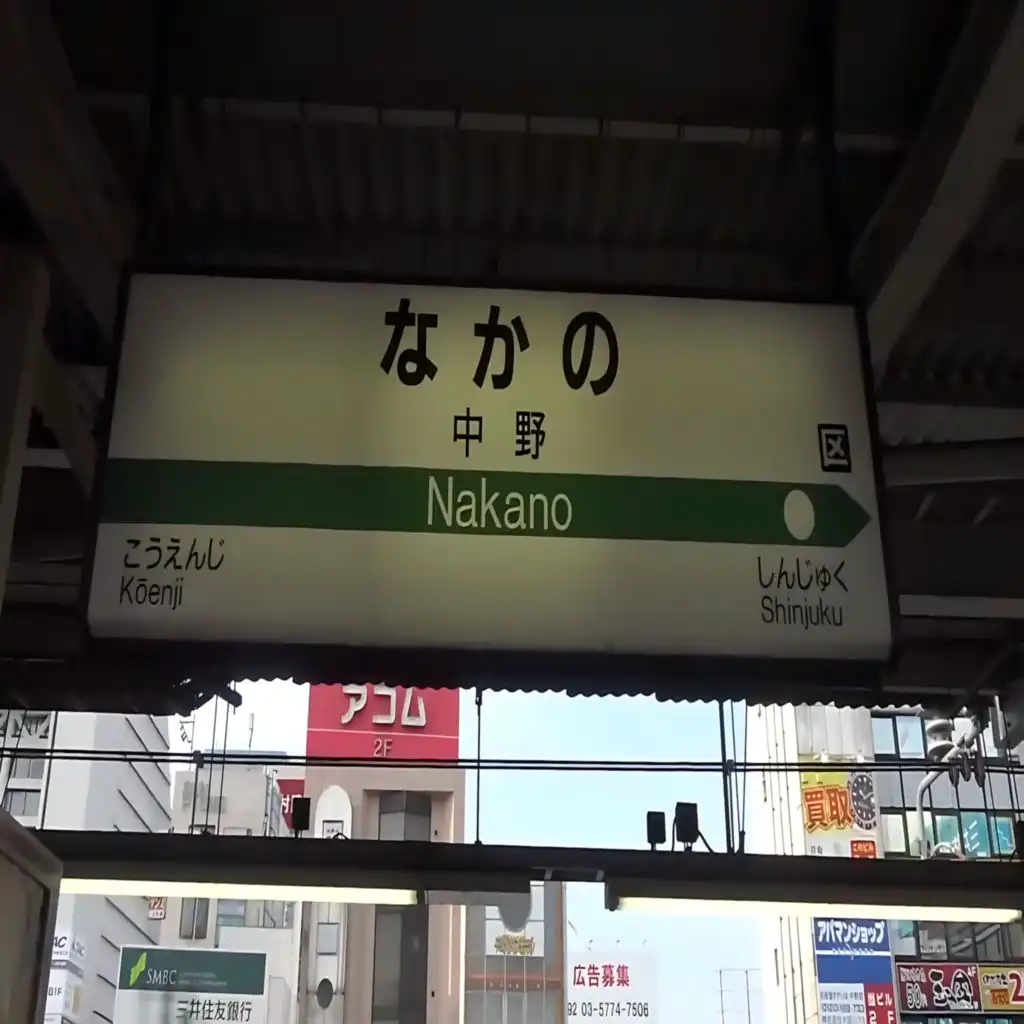 なかの
中野
区
Nakano
こうえんじ
Kōenji
しんじゅく
Shinjuku
アコム
2F
買取
SMBC
三井住友銀行
広告募集
03-5774-7506
アパマンショップ